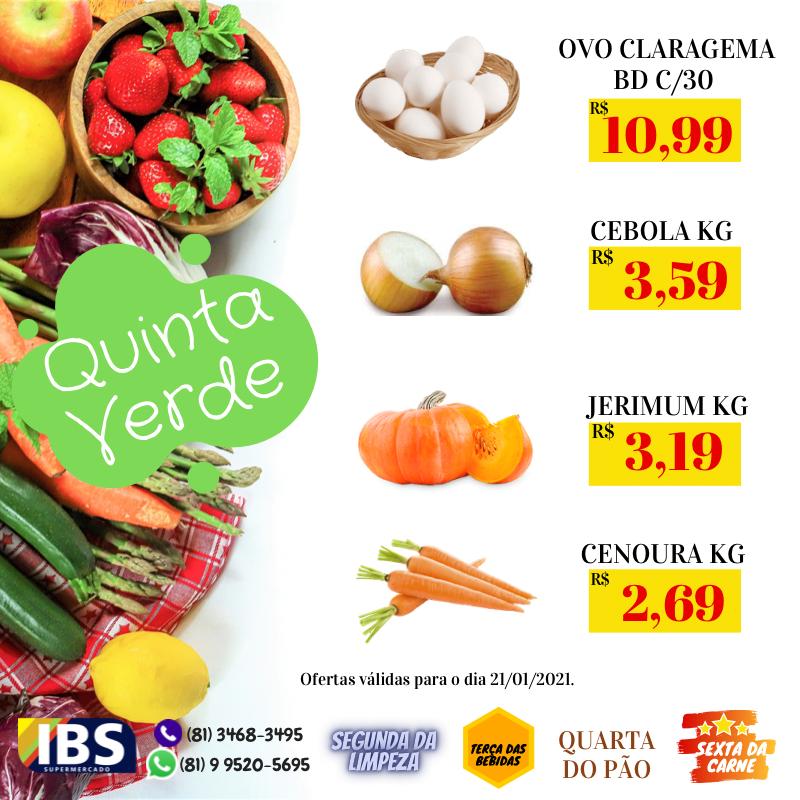 OVO CLARAGEMA
BD C/30
R$ 10,99
CEBOLA KG
R$ 3,59
Quinta
Verde
JERIMUM KG
R$ 3,19
CENOURA KG
R$ 2,69
Ofertas válidas para o dia 21/01/2021.
IBS
SUPERMERCADO
(81) 3468-3495
(81) 9 9520-5695
SEGUNDA DA
LIMPEZA
TERÇA DAS
BEBIDAS
QUARTA
DO PÃO
SEXTA DA
CARNE